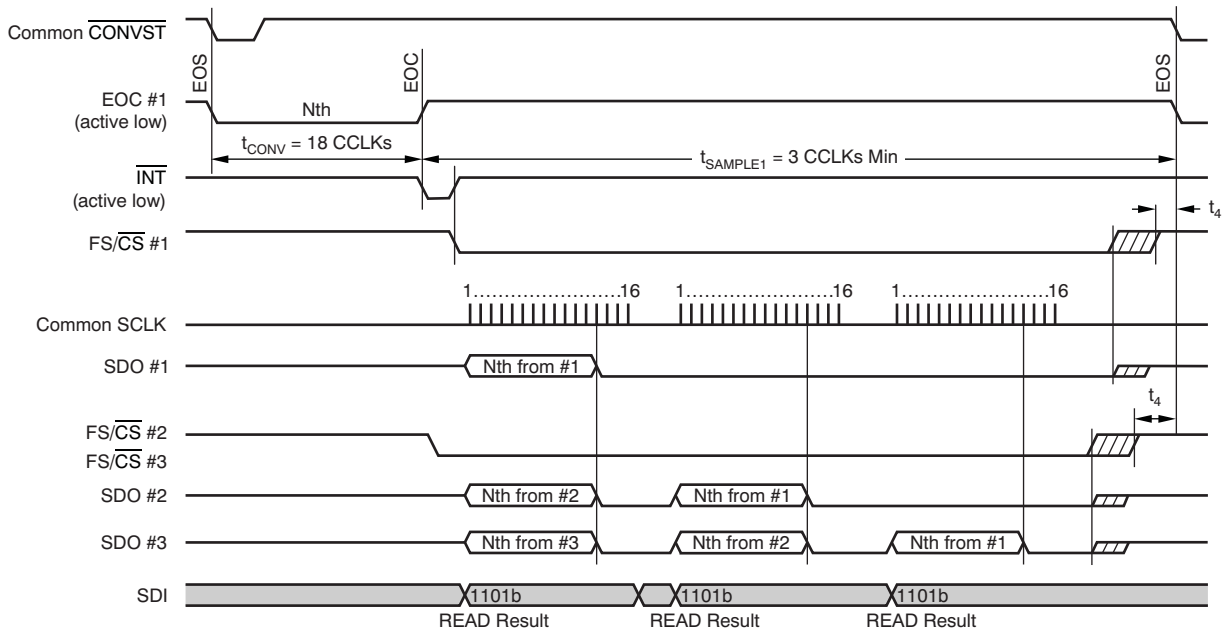 Common CONVST
EOS
EOC
EOS
EOC #1
(active low)
Nth
tCONV = 18 CCLKs
tSAMPLE1 = 3 CCLKs Min
INT
(active low)
t4
FS/CS #1
1.......................16
1.......................16
1.......................16
Common SCLK
SDO #1
Nth from #1
t4
FS/CS #2
FS/CS #3
SDO #2
Nth from #2
Nth from #1
SDO #3
Nth from #3
Nth from #2
Nth from #1
SDI
1101b
1101b
1101b
READ Result
READ Result
READ Result